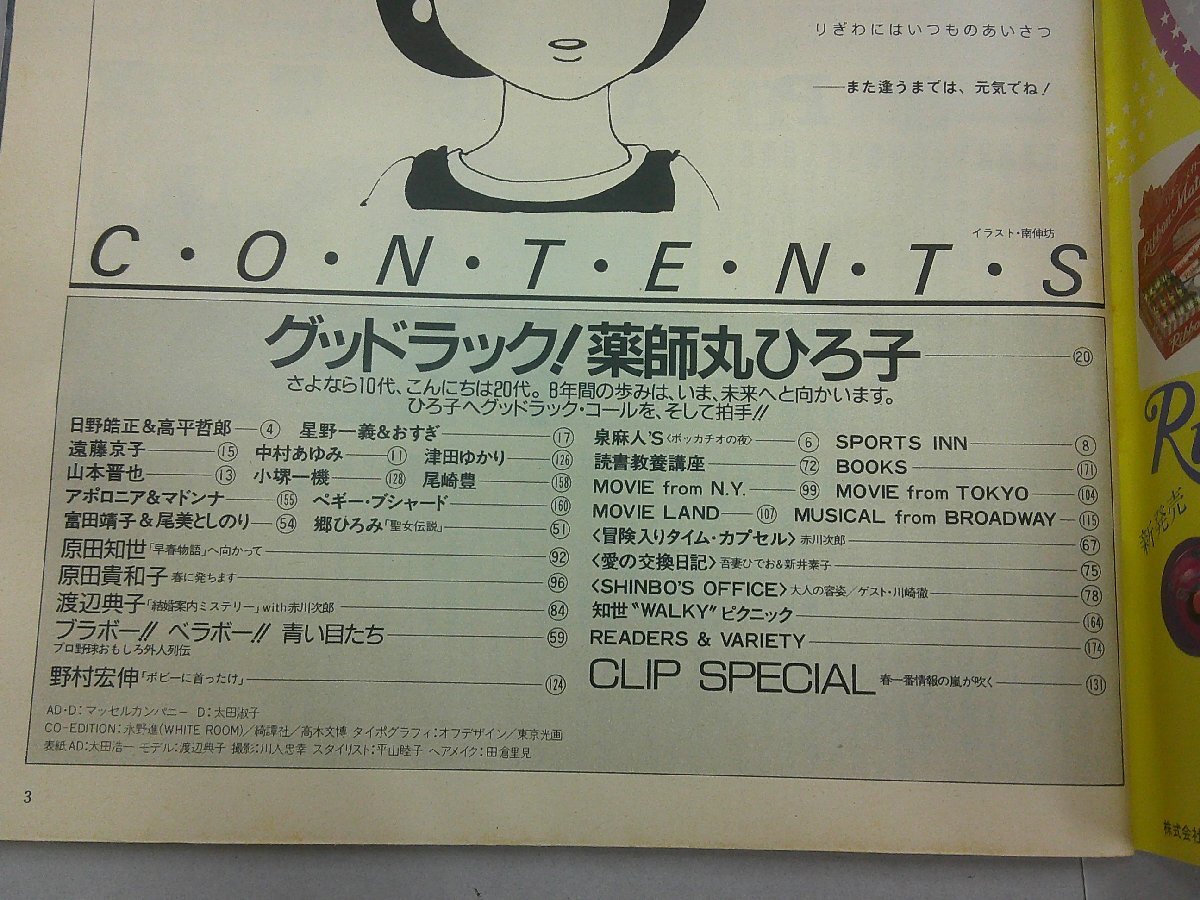 りぎわにはいつものあいさつ
――また逢うまでは、元気でね!
イラスト・南伸坊
C・O・N・T・E・N・T・S
グッドラック!薬師丸ひろ子 20
さよなら10代、こんにちは20代。8年間の歩みは、いま、未来へと向かいます。
ひろ子へグッドラック・コールを、そして拍手!!
日野皓正&高平哲郎 4 星野一義&おすぎ 17
遠藤京子 15 中村あゆみ 11 津田ゆかり 126
山本晋也 13 小堺一機 128 尾崎豊 158
アポロニア&マドンナ 155 ペギー・ブシャード 160
富田靖子&尾美としのり 54 郷ひろみ「聖女伝説」 51
原田知世「早春物語」へ向かって 92
原田貴和子 春に発ちます 96
渡辺典子「結婚案内ミステリー」with赤川次郎 84
ブラボー!! ベラボー!! 青い目たち 59
プロ野球おもしろ外人列伝
野村宏伸「ボビーに首ったけ」 124
泉麻人'S〈ボッカチオの夜〉 6 SPORTS INN 8
読書教養講座 72 BOOKS 171
MOVIE from N.Y. 99 MOVIE from TOKYO 104
MOVIE LAND 107 MUSICAL from BROADWAY 115
〈冒険入りタイム・カプセル〉赤川次郎 67
〈愛の交換日記〉吾妻ひでお&新井素子 75
〈SHINBO'S OFFICE〉大人の容姿/ゲスト・川崎徹 78
知世"WALKY"ピクニック 164
READERS & VARIETY 174
CLIP SPECIAL 春一番情報の嵐が吹く 131
AD・D:マッセルカンパニー D:太田淑子
CO-EDITION:永野進(WHITE ROOM)/綺譚社/高木文博 タイポグラフィ:オフデザイン/東京光画
表紙AD:太田浩一 モデル:渡辺典子 撮影:川人忠幸 スタイリスト:平山睦子 ヘアメイク:田倉里見
3
新発売
株式会社